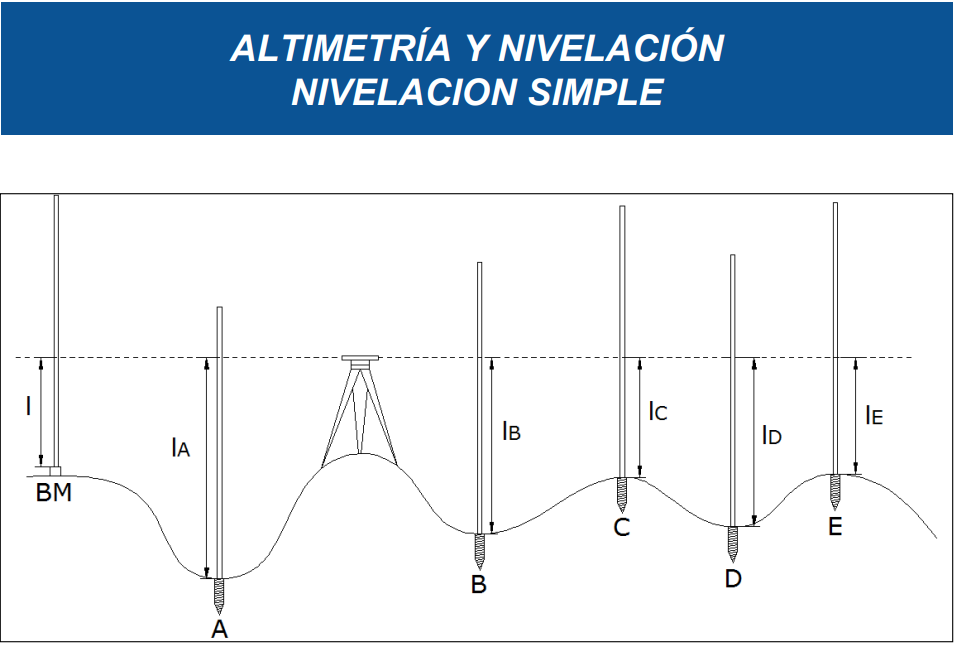 ALTIMETRÍA Y NIVELACIÓN
NIVELACION SIMPLE
l
lA
lB
lC
lD
lE
BM
A
B
C
D
E